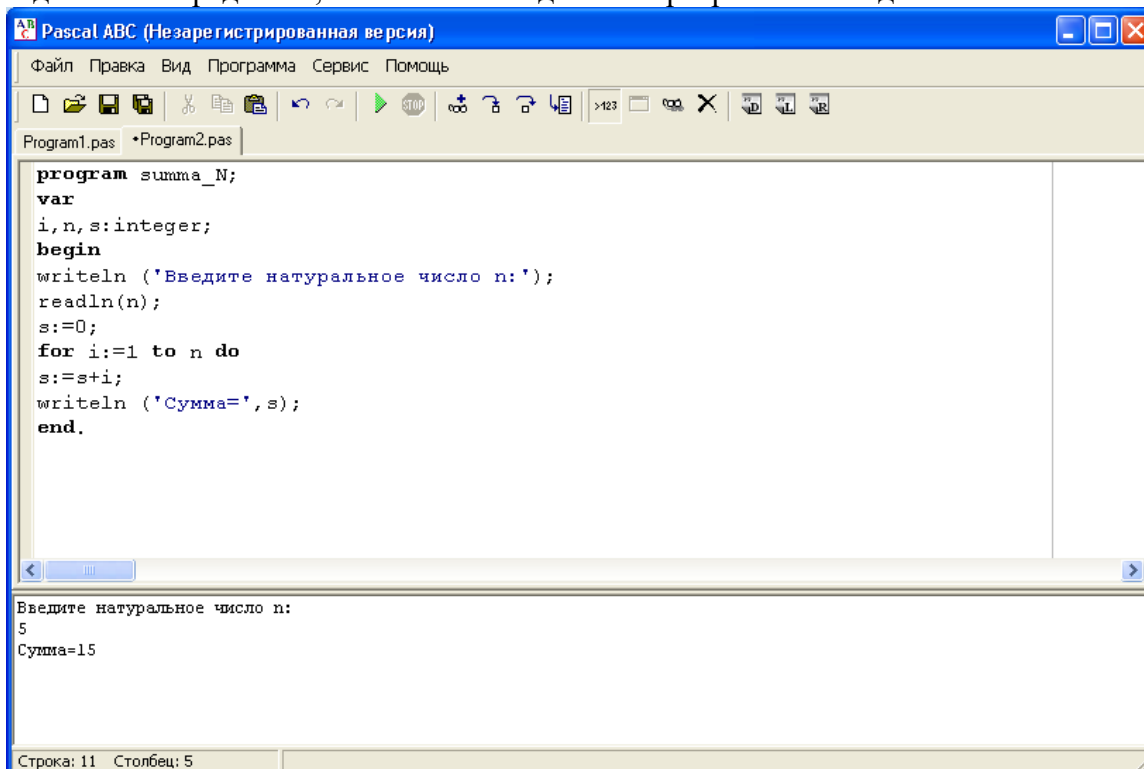 Pascal ABC (Незарегистрированная версия)
Файл Правка Вид Программа Сервис Помощь
Program1.pas •Program2.pas
program summa_N;
var
i,n,s:integer;
begin
writeln ('Введите натуральное число n:');
readln(n);
s:=0;
for i:=1 to n do
s:=s+i;
writeln ('Сумма=',s);
end.
Введите натуральное число n:
5
Сумма=15
Строка: 11 Столбец: 5